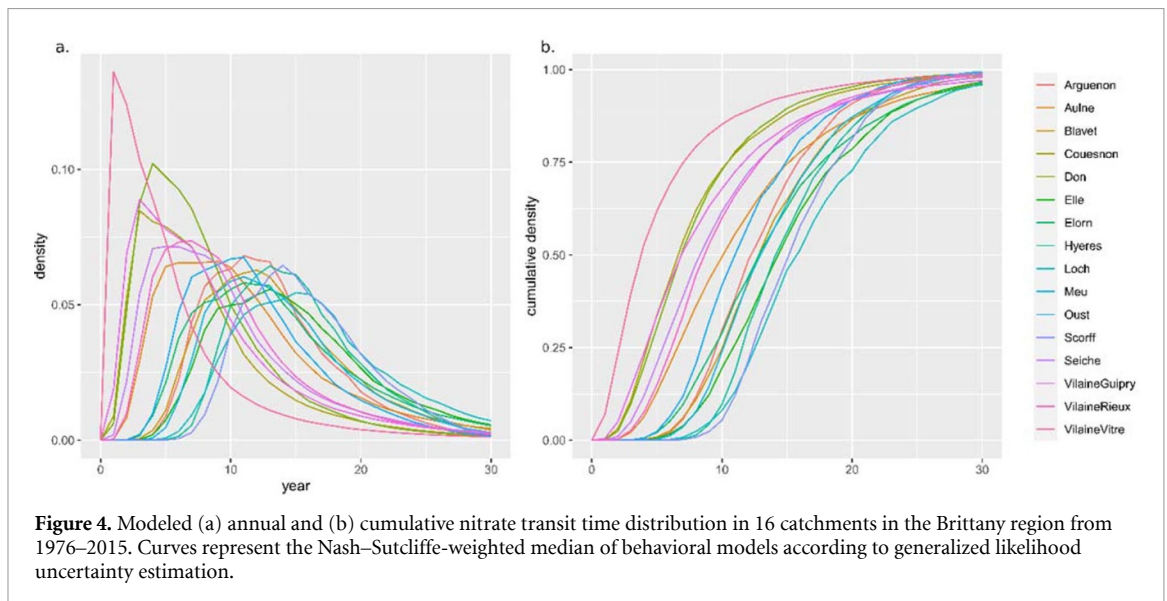 a.
b.
density
0.10
0.05
0.00
0
10
20
30
year
cumulative density
1.00
0.75
0.50
0.25
0.00
0
10
20
30
Arguenon
Aulne
Blavet
Couesnon
Don
Elle
Elorn
Hyeres
Loch
Meu
Oust
Scorff
Seiche
VilaineGuipry
VilaineRieux
VilaineVitre
Figure 4. Modeled (a) annual and (b) cumulative nitrate transit time distribution in 16 catchments in the Brittany region from
1976–2015. Curves represent the Nash–Sutcliffe-weighted median of behavioral models according to generalized likelihood
uncertainty estimation.